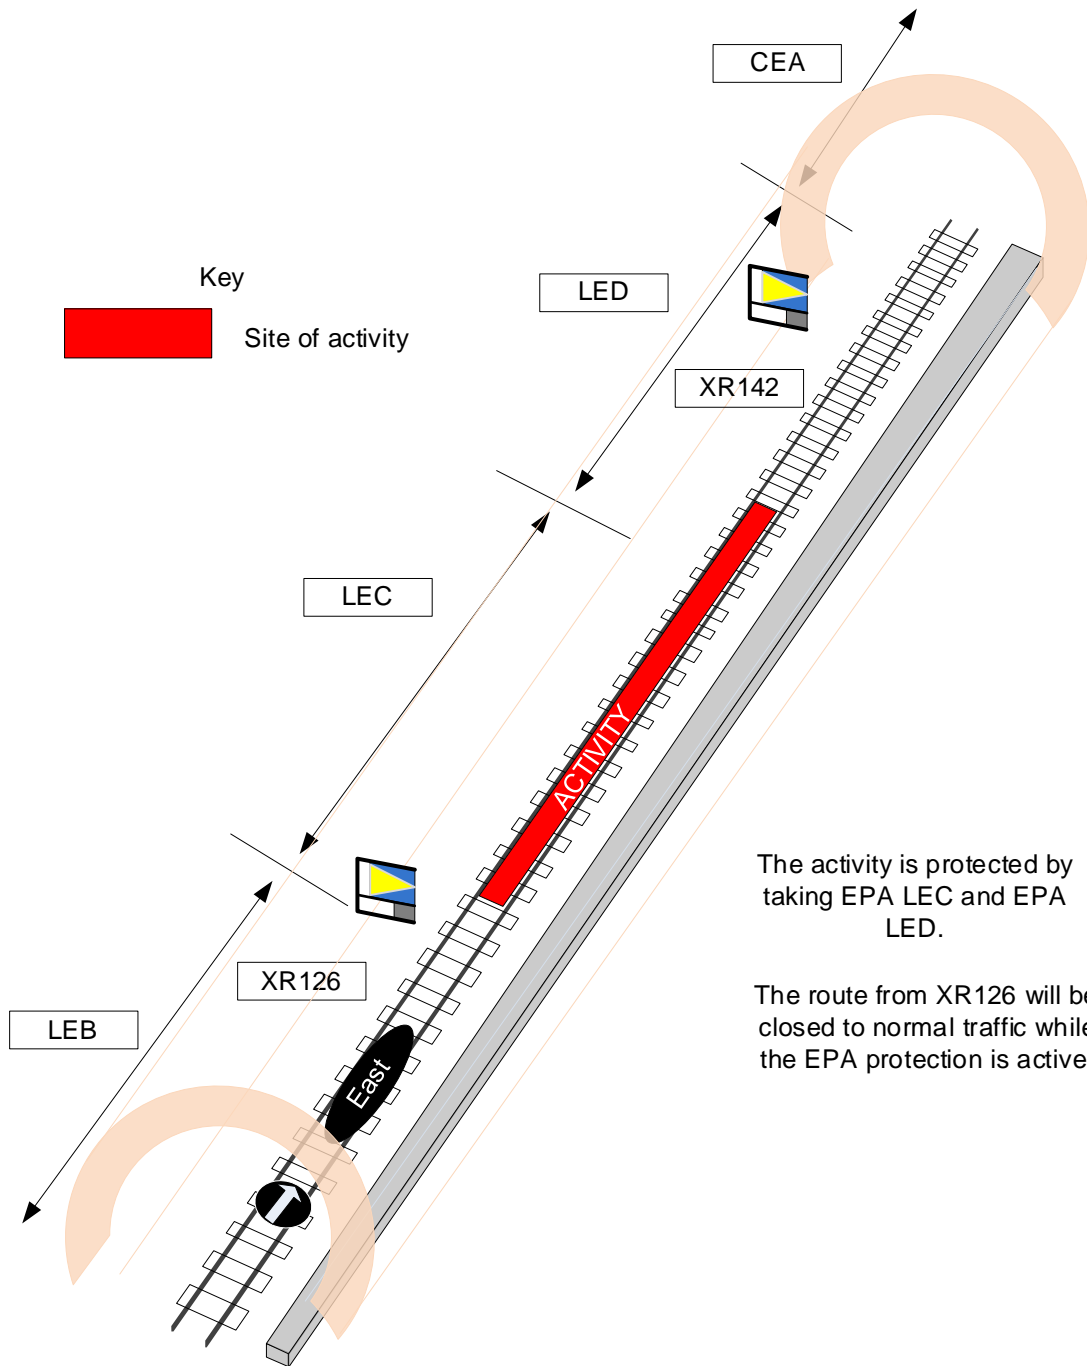 CEA
Key
LED
Site of activity
XR142
LEC
ACTIVITY
The activity is protected by
taking EPA LEC and EPA
LED.
XR126
The route from XR126 will be
closed to normal traffic while
the EPA protection is active
LEB
East